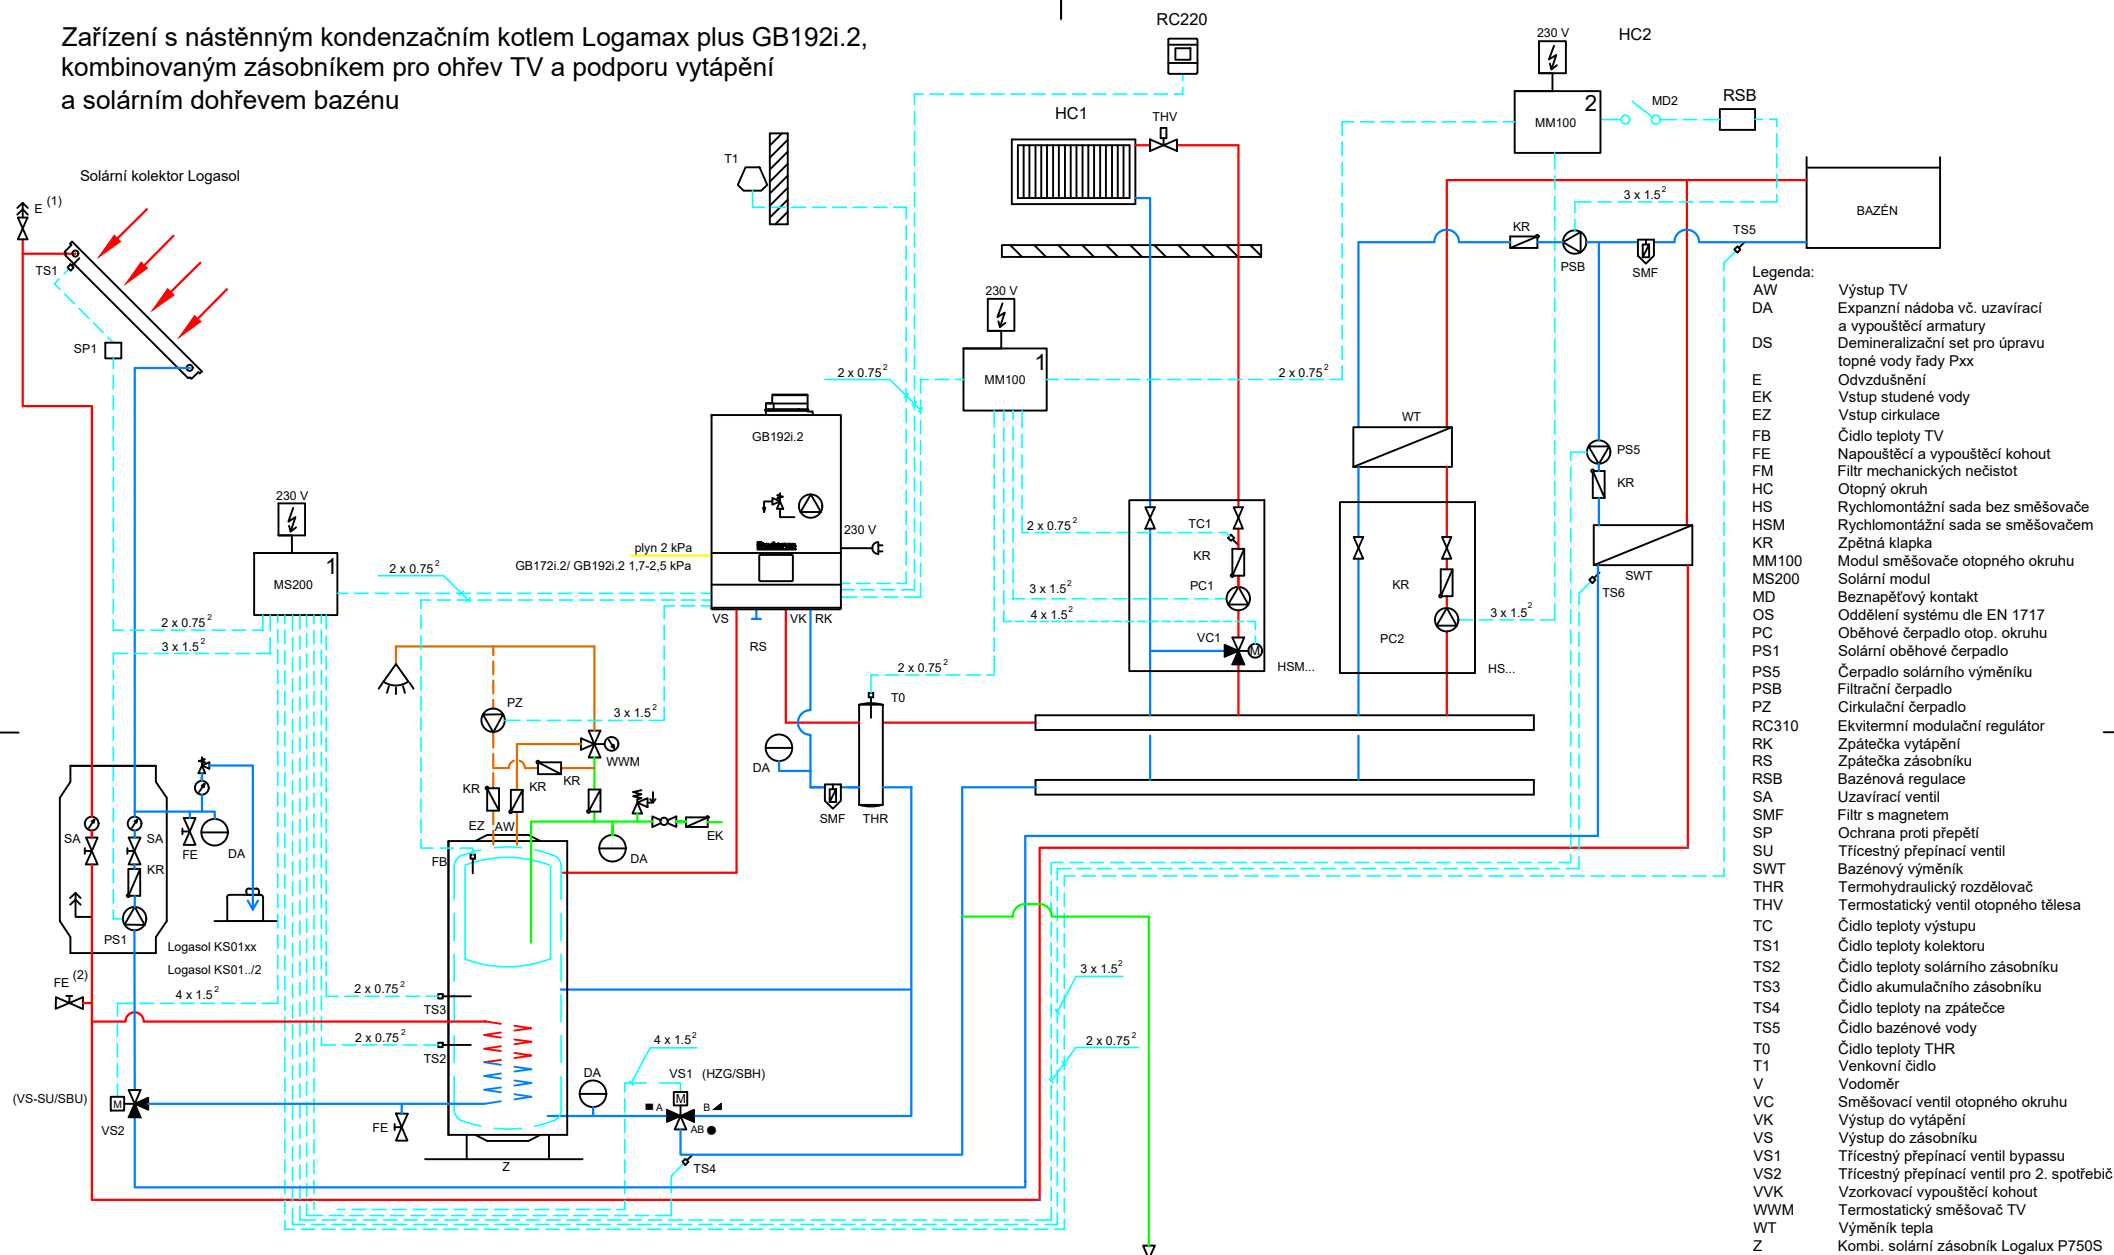 Zařízení s nástěnným kondenzačním kotlem Logamax plus GB192i.2,
kombinovaným zásobníkem pro ohřev TV a podporu vytápění
a solárním dohřevem bazénu
RC220
230 V
HC2
2
MM100
MD2
RSB
HC1
THV
T1
Solární kolektor Logasol
E (1)
TS1
SP1
3 x 1.5²
BAZÉN
KR
PSB
SMF
TS5
230 V
1
MM100
2 x 0.75²
2 x 0.75²
GB192i.2
WT
PS5
KR
SWT
TS6
230 V
1
MS200
2 x 0.75²
plyn 2 kPa
GB172i.2/ GB192i.2 1,7-2,5 kPa
230 V
VS
VK
RK
RS
2 x 0.75²
TC1
KR
3 x 1.5²
PC1
4 x 1.5²
VC1
M
HSM...
KR
PC2
3 x 1.5²
HS...
2 x 0.75²
3 x 1.5²
2 x 0.75²
T0
PZ
3 x 1.5²
WWM
KR
KR
KR
EZ
AW
DA
EK
DA
SMF
THR
FB
SA
SA
FE
DA
KR
PS1
Logasol KS01xx
Logasol KS01../2
FE (2)
4 x 1.5²
2 x 0.75²
TS3
2 x 0.75²
TS2
(VS-SU/SBU)
M
VS2
FE
Z
DA
4 x 1.5²
VS1 (HZG/SBH)
M
A
B
AB
TS4
3 x 1.5²
2 x 0.75²
Legenda:
AW Výstup TV
DA Expanzní nádoba vč. uzavírací
a vypouštěcí armatury
DS Demineralizační set pro úpravu
topné vody řady Pxx
E Odvzdušnění
EK Vstup studené vody
EZ Vstup cirkulace
FB Čidlo teploty TV
FE Napouštěcí a vypouštěcí kohout
FM Filtr mechanických nečistot
HC Otopný okruh
HS Rychlomontážní sada bez směšovače
HSM Rychlomontážní sada se směšovačem
KR Zpětná klapka
MM100 Modul směšovače otopného okruhu
MS200 Solární modul
MD Beznapěťový kontakt
OS Oddělení systému dle EN 1717
PC Oběhové čerpadlo otop. okruhu
PS1 Solární oběhové čerpadlo
PS5 Čerpadlo solárního výměníku
PSB Filtrační čerpadlo
PZ Cirkulační čerpadlo
RC310 Ekvitermní modulační regulátor
RK Zpátečka vytápění
RS Zpátečka zásobníku
RSB Bazénová regulace
SA Uzavírací ventil
SMF Filtr s magnetem
SP Ochrana proti přepětí
SU Třícestný přepínací ventil
SWT Bazénový výměník
THR Termohydraulický rozdělovač
THV Termostatický ventil otopného tělesa
TC Čidlo teploty výstupu
TS1 Čidlo teploty kolektoru
TS2 Čidlo teploty solárního zásobníku
TS3 Čidlo akumulačního zásobníku
TS4 Čidlo teploty na zpátečce
TS5 Čidlo bazénové vody
T0 Čidlo teploty THR
T1 Venkovní čidlo
V Vodoměr
VC Směšovací ventil otopného okruhu
VK Výstup do vytápění
VS Výstup do zásobníku
VS1 Třícestný přepínací ventil bypassu
VS2 Třícestný přepínací ventil pro 2. spotřebič
VVK Vzorkovací vypouštěcí kohout
WWM Termostatický směšovač TV
WT Výměník tepla
Z Kombi. solární zásobník Logalux P750S